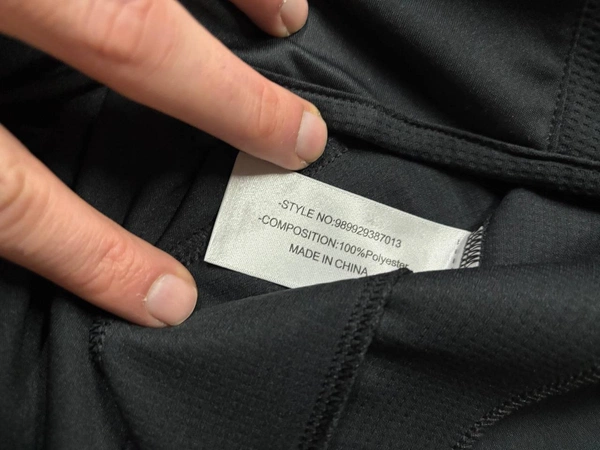 -STYLE NO:989929387013
-COMPOSITION:100%Polyester
MADE IN CHINA